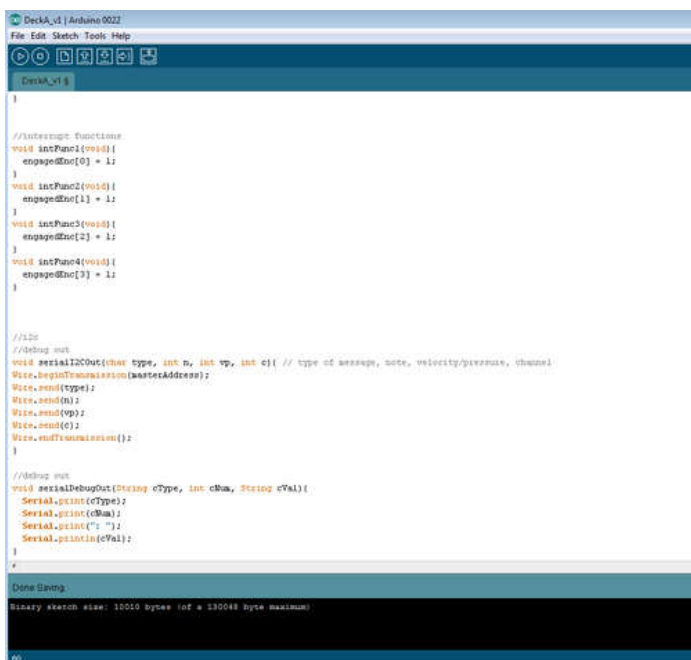 DeckA_v1 | Arduino 0022
File Edit Sketch Tools Help
DeckA_v1 §
}
//interrupt functions
void intFunc1(void){
engagedEnc[0] = 1;
}
void intFunc2(void){
engagedEnc[1] = 1;
}
void intFunc3(void){
engagedEnc[2] = 1;
}
void intFunc4(void){
engagedEnc[3] = 1;
}
//i2c
//debug out
void serialI2COut(char type, int n, int vp, int c){ // type of message, note, velocity/pressure, channel
Wire.beginTransmission(masterAddress);
Wire.send(type);
Wire.send(n);
Wire.send(vp);
Wire.send(c);
Wire.endTransmission();
}
//debug out
void serialDebugOut(String cType, int cNum, String cVal){
Serial.print(cType);
Serial.print(cNum);
Serial.print(": ");
Serial.println(cVal);
}
Done Saving.
Binary sketch size: 10010 bytes (of a 130048 byte maximum)